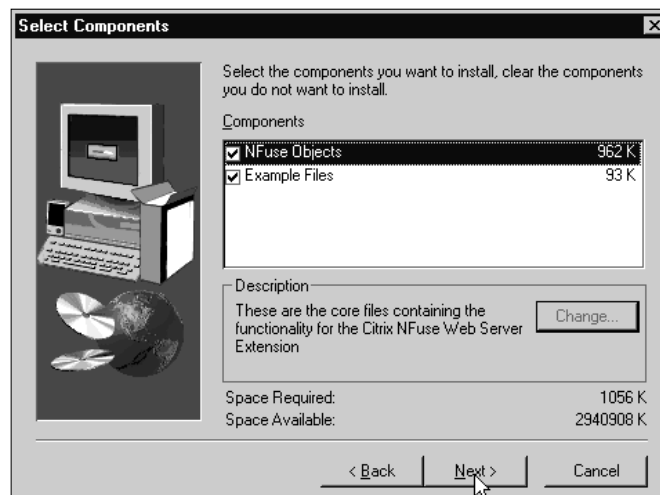 Select Components
Select the components you want to install, clear the components
you do not want to install.
Components
NFuse Objects 962 K
Example Files 93 K
Description
These are the core files containing the
functionality for the Citrix NFuse Web Server
Extension
Change...
Space Required: 1056 K
Space Available: 2940908 K
< Back Next > Cancel